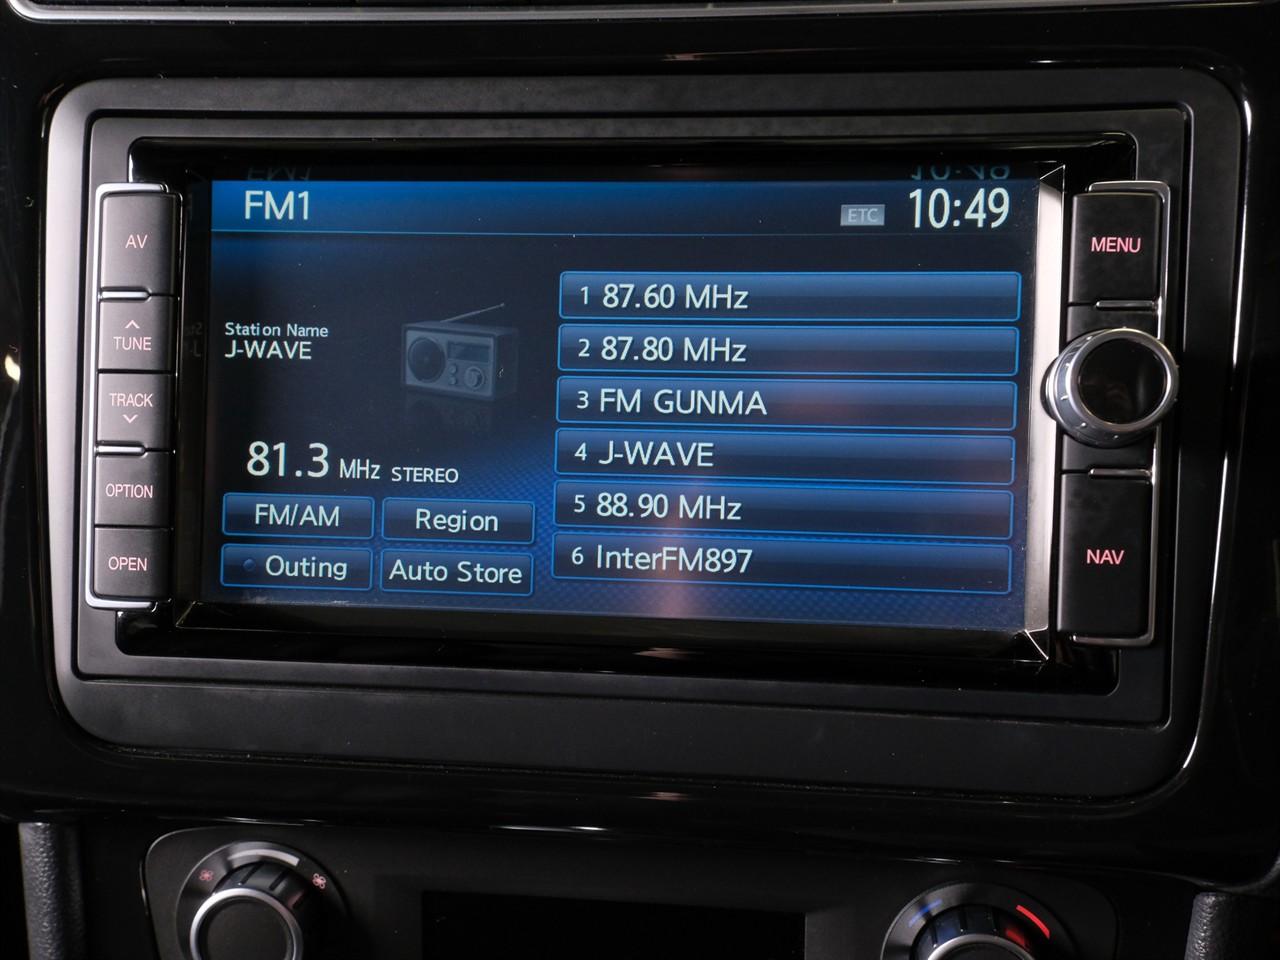 FM1
ETC
10:49
AV
TUNE
TRACK
OPTION
OPEN
Station Name
J-WAVE
81.3 MHz STEREO
FM/AM
Region
Outing
Auto Store
1 87.60 MHz
2 87.80 MHz
3 FM GUNMA
4 J-WAVE
5 88.90 MHz
6 InterFM897
MENU
NAV